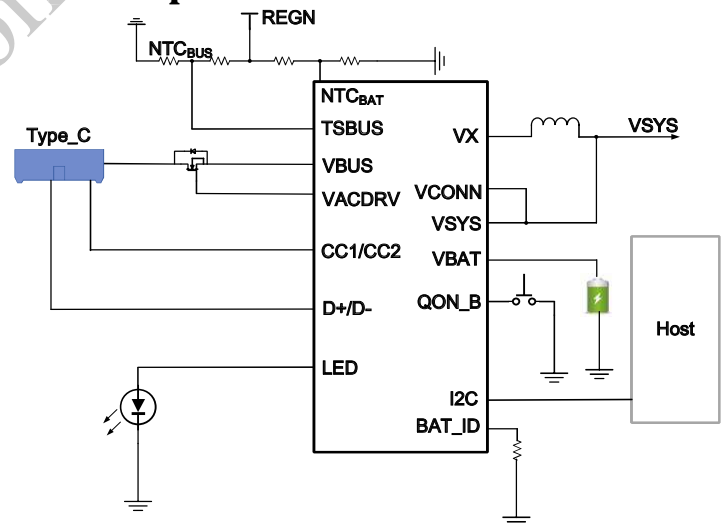 REGN
NTCBUS
NTCBAT
TSBUS
VX
VSYS
Type_C
VBUS
VACDRV
VCONN
VSYS
CC1/CC2
VBAT
D+/D-
QON_B
Host
LED
I2C
BAT_ID